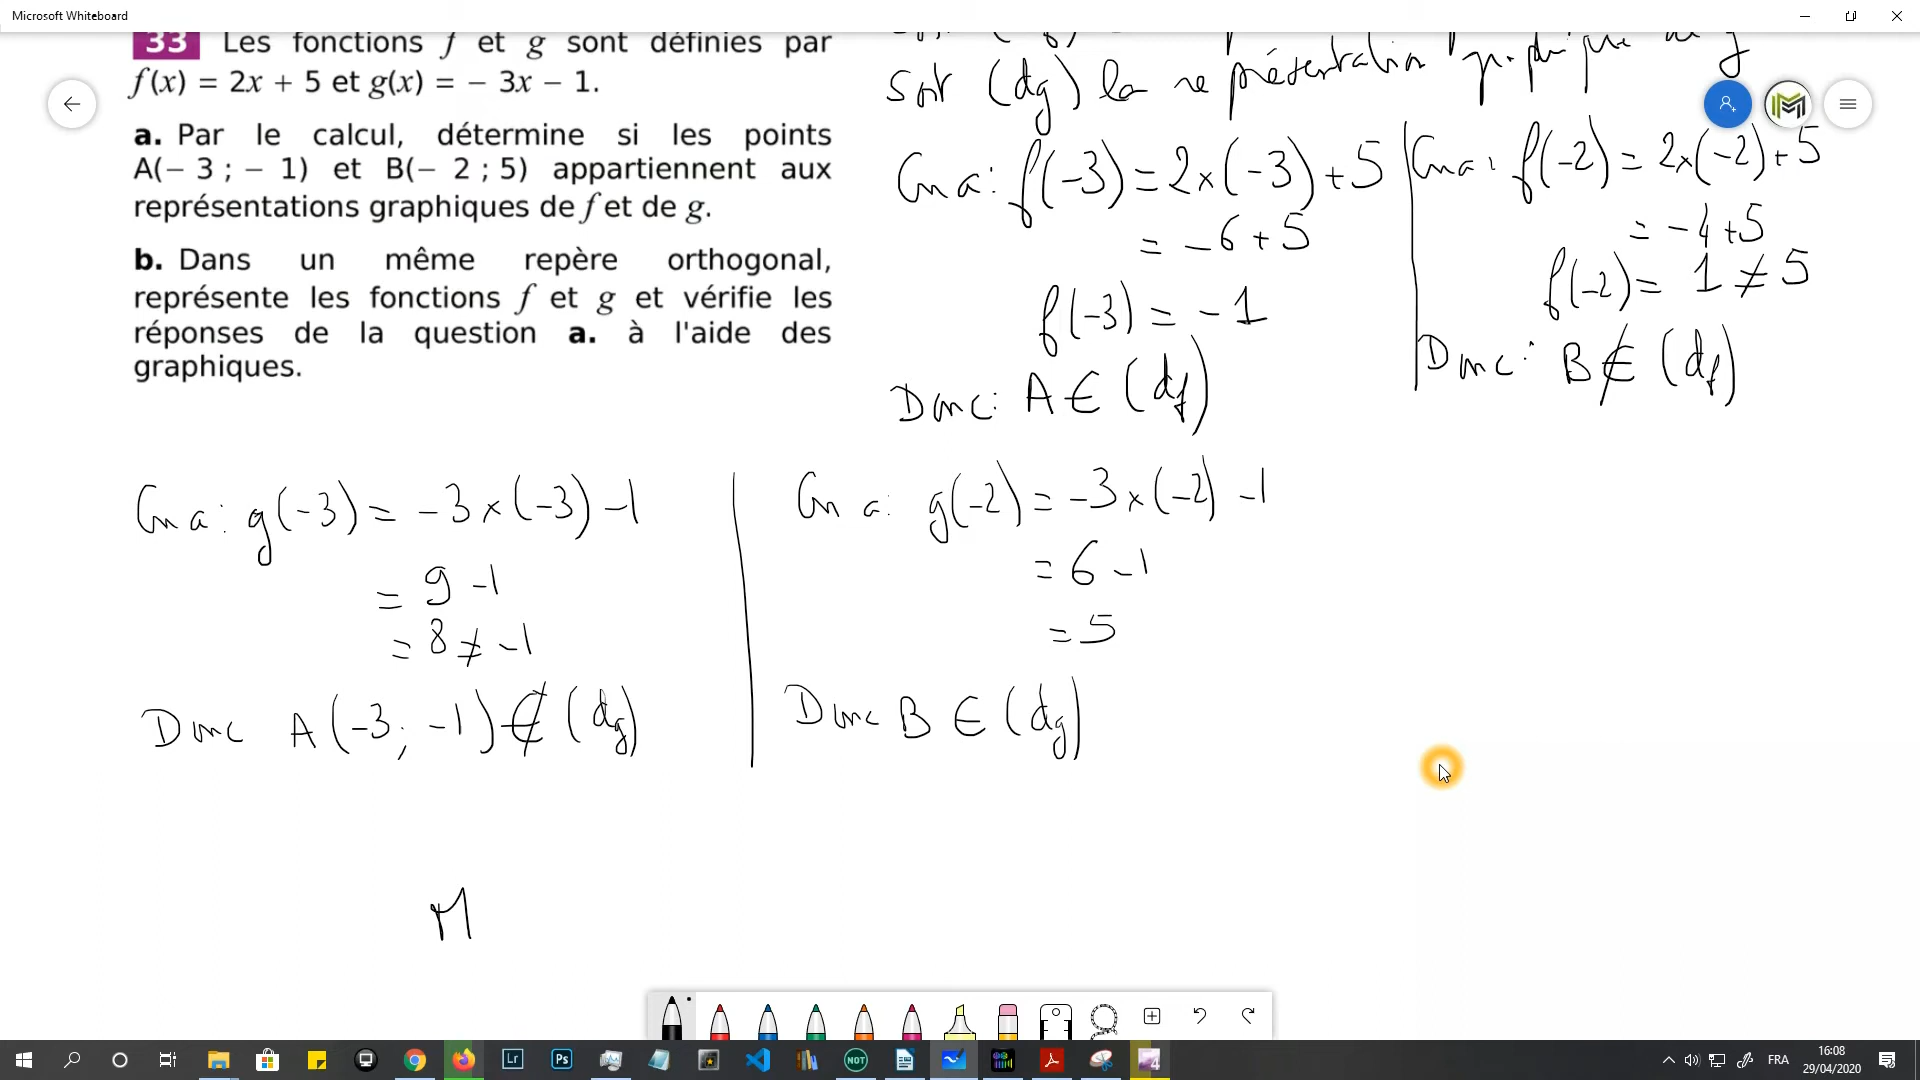 Microsoft Whiteboard
33 Les fonctions f et g sont définies par
f(x) = 2x + 5 et g(x) = − 3x − 1.
a. Par le calcul, détermine si les points
A(− 3 ; − 1) et B(− 2 ; 5) appartiennent aux
représentations graphiques de f et de g.
b. Dans un même repère orthogonal,
représente les fonctions f et g et vérifie les
réponses de la question a. à l'aide des
graphiques.
Soit (dg) la représentation graphique de g
On a: f(-3) = 2×(-3)+5
= -6+5
f(-3) = -1
Donc: A ∈ (df)
On a: f(-2) = 2×(-2)+5
= -4+5
f(-2) = 1 ≠ 5
Donc: B ∉ (df)
On a: g(-3) = -3×(-3)-1
= 9-1
= 8 ≠ -1
Donc A(-3; -1) ∉ (dg)
On a: g(-2) = -3×(-2)-1
= 6-1
= 5
Donc B ∈ (dg)
M
Lr
Ps
NOT
FRA
16:08
29/04/2020